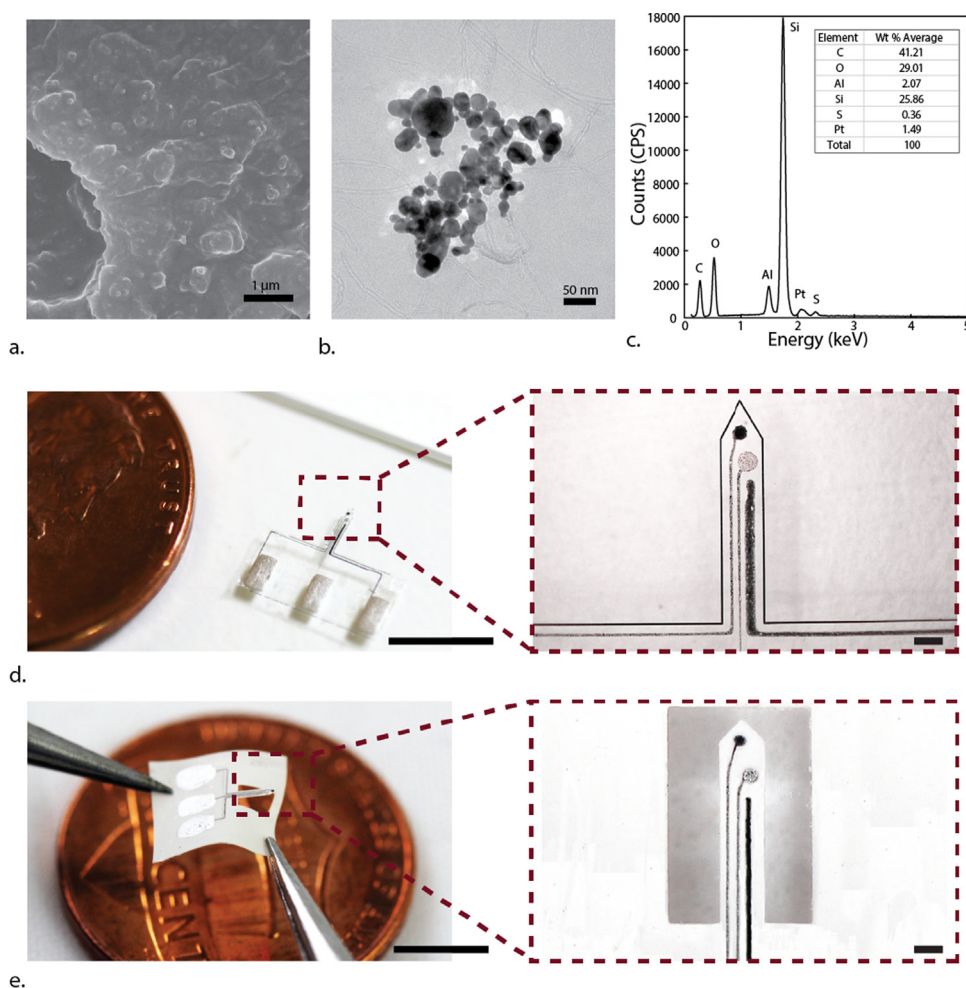 1 µm
a.
50 nm
b.
18000
16000
14000
12000
10000
8000
6000
4000
2000
0
Counts (CPS)
0 1 2 3 4 5
Energy (keV)
C
O
Al
Si
Pt
S
Element Wt % Average
C 41.21
O 29.01
Al 2.07
Si 25.86
S 0.36
Pt 1.49
Total 100
c.
TRUST
d.
CENT
e.